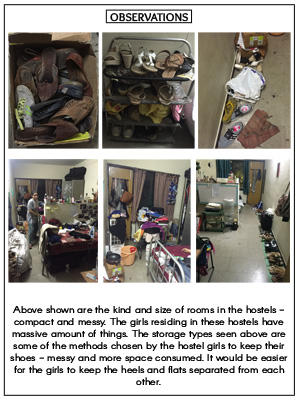 OBSERVATIONS
Above shown are the kind and size of rooms in the hostels –
compact and messy. The girls residing in these hostels have
massive amount of things. The storage types seen above are
some of the methods chosen by the hostel girls to keep their
shoes – messy and more space consumed. It would be easier
for the girls to keep the heels and flats separated from each
other.